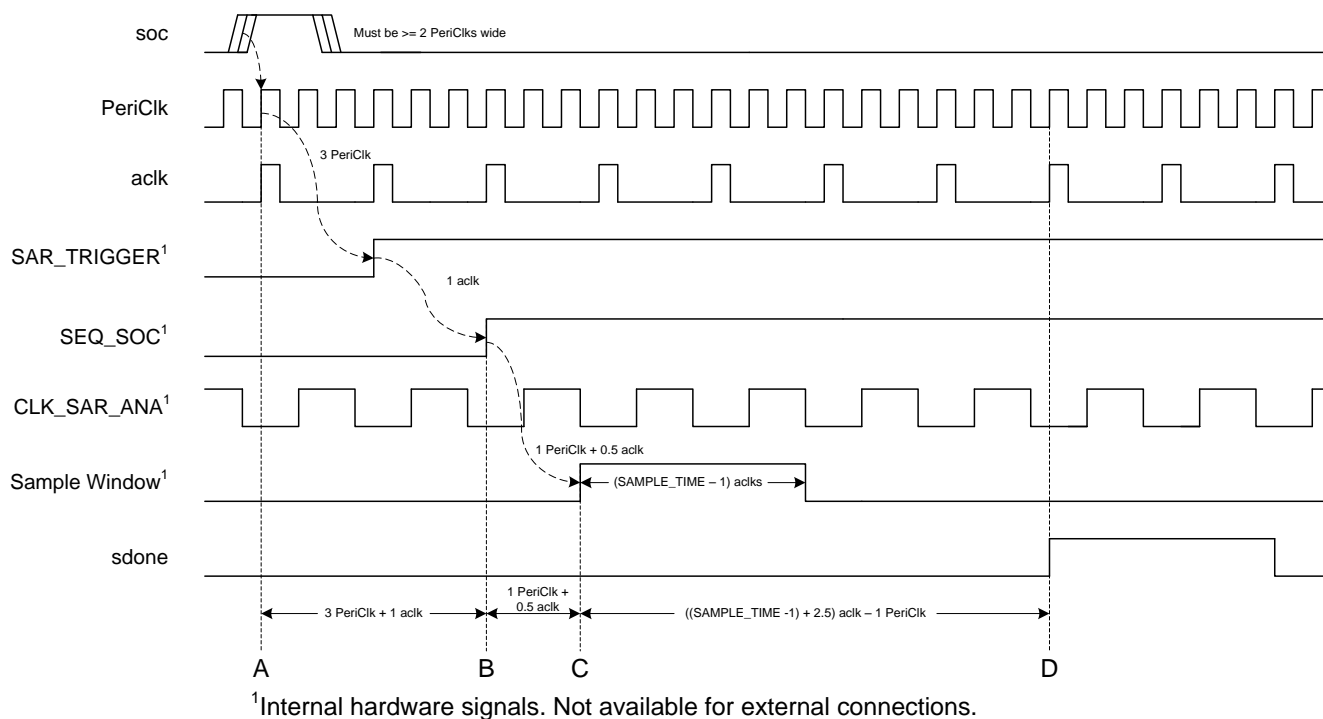 soc
Must be >= 2 PeriClks wide
PeriClk
3 PeriClk
aclk
SAR_TRIGGER¹
1 aclk
SEQ_SOC¹
CLK_SAR_ANA¹
1 PeriClk + 0.5 aclk
Sample Window¹
(SAMPLE_TIME – 1) aclks
sdone
3 PeriClk + 1 aclk
1 PeriClk +
0.5 aclk
((SAMPLE_TIME -1) + 2.5) aclk – 1 PeriClk
A
B
C
D
¹Internal hardware signals. Not available for external connections.